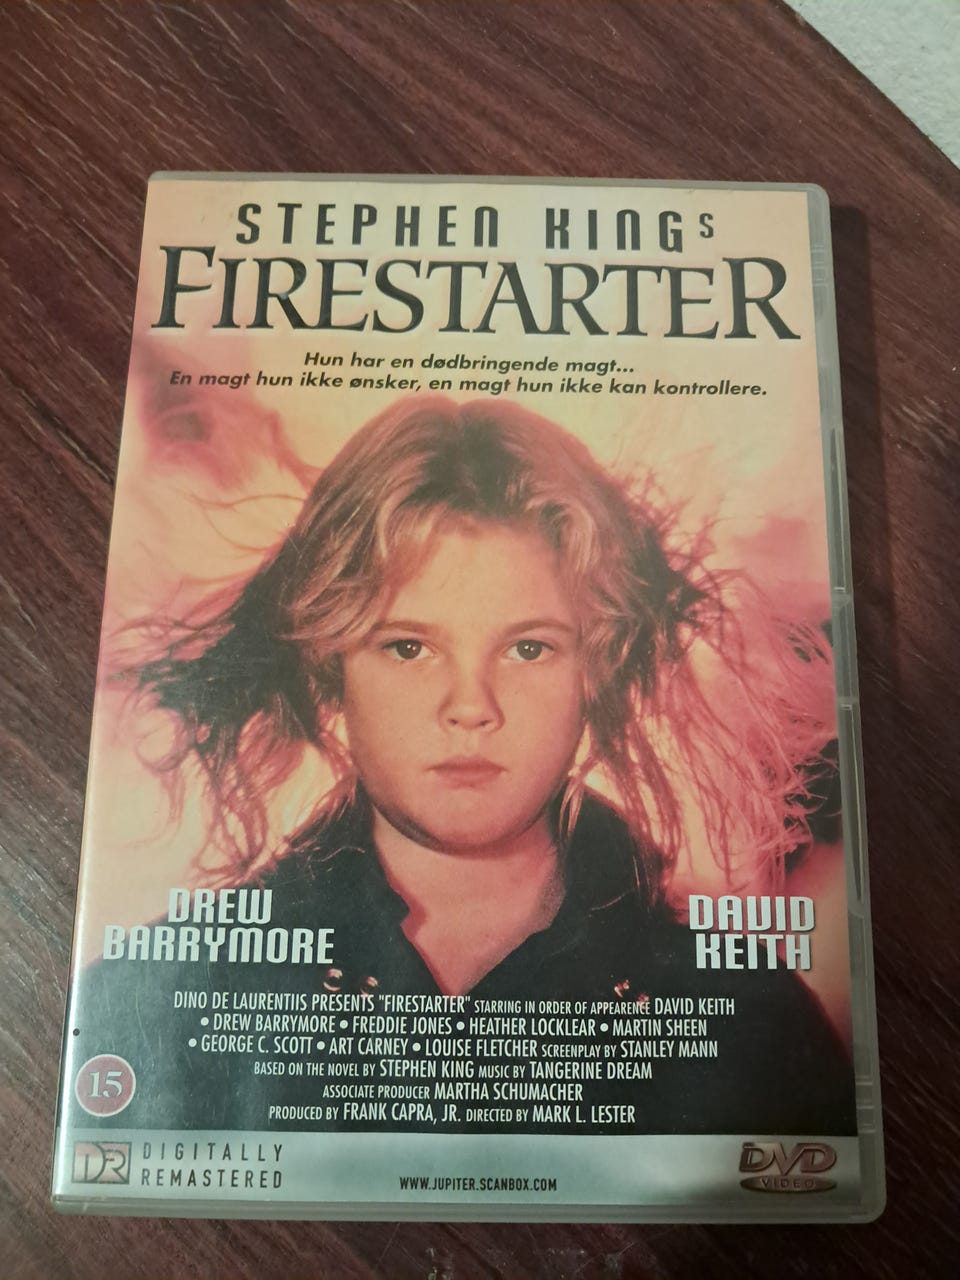 STEPHEN KINGs
FIRESTARTER
Hun har en dødbringende magt...
En magt hun ikke ønsker, en magt hun ikke kan kontrollere.
DREW
BARRYMORE
DAVID
KEITH
DINO DE LAURENTIIS PRESENTS "FIRESTARTER" STARRING IN ORDER OF APPEARENCE DAVID KEITH
• DREW BARRYMORE • FREDDIE JONES • HEATHER LOCKLEAR • MARTIN SHEEN
• GEORGE C. SCOTT • ART CARNEY • LOUISE FLETCHER SCREENPLAY BY STANLEY MANN
BASED ON THE NOVEL BY STEPHEN KING MUSIC BY TANGERINE DREAM
ASSOCIATE PRODUCER MARTHA SCHUMACHER
PRODUCED BY FRANK CAPRA, JR. DIRECTED BY MARK L. LESTER
15
DR
DIGITALLY
REMASTERED
WWW.JUPITER.SCANBOX.COM
DVD
VIDEO